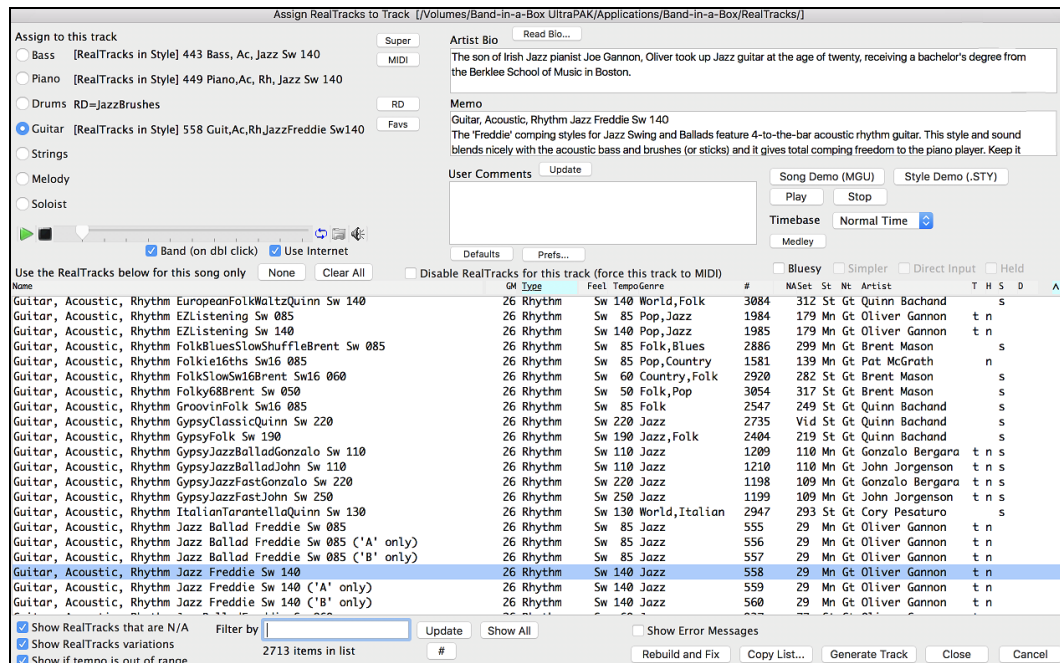 Assign RealTracks to Track [/Volumes/Band-in-a-Box UltraPAK/Applications/Band-in-a-Box/RealTracks/]
Assign to this track
Bass [RealTracks in Style] 443 Bass, Ac, Jazz Sw 140
Piano [RealTracks in Style] 449 Piano,Ac, Rh, Jazz Sw 140
Drums RD=JazzBrushes
Guitar [RealTracks in Style] 558 Guit,Ac,Rh,JazzFreddie Sw140
Strings
Melody
Soloist
Super
MIDI
RD
Favs
Band (on dbl click) Use Internet
Artist Bio Read Bio...
The son of Irish Jazz pianist Joe Gannon, Oliver took up Jazz guitar at the age of twenty, receiving a bachelor's degree from
the Berklee School of Music in Boston.
Memo
Guitar, Acoustic, Rhythm Jazz Freddie Sw 140
The 'Freddie' comping styles for Jazz Swing and Ballads feature 4-to-the-bar acoustic rhythm guitar. This style and sound
blends nicely with the acoustic bass and brushes (or sticks) and it gives total comping freedom to the piano player. Keep it
User Comments Update
Defaults Prefs...
Song Demo (MGU) Style Demo (.STY)
Play Stop
Timebase Normal Time
Medley
Bluesy Simpler Direct Input Held
Use the RealTracks below for this song only None Clear All Disable RealTracks for this track (force this track to MIDI)
Name GM Type Feel TempoGenre # NASet St Nt Artist T H S D ^
Guitar, Acoustic, Rhythm EuropeanFolkWaltzQuinn Sw 140 26 Rhythm Sw 140 World,Folk 3084 312 St Gt Quinn Bachand s
Guitar, Acoustic, Rhythm EZListening Sw 085 26 Rhythm Sw 85 Pop,Jazz 1984 179 Mn Gt Oliver Gannon t n
Guitar, Acoustic, Rhythm EZListening Sw 140 26 Rhythm Sw 140 Pop,Jazz 1985 179 Mn Gt Oliver Gannon t n
Guitar, Acoustic, Rhythm FolkBluesSlowShuffleBrent Sw 085 26 Rhythm Sw 85 Folk,Blues 2886 299 Mn Gt Brent Mason s
Guitar, Acoustic, Rhythm Folkie16ths Sw16 085 26 Rhythm Sw 85 Pop,Country 1581 139 Mn Gt Pat McGrath n
Guitar, Acoustic, Rhythm FolkSlowSw16Brent Sw16 060 26 Rhythm Sw 60 Country,Folk 2920 282 St Gt Brent Mason s
Guitar, Acoustic, Rhythm Folky68Brent Sw 050 26 Rhythm Sw 50 Folk,Pop 3054 317 St Gt Brent Mason s
Guitar, Acoustic, Rhythm GroovinFolk Sw16 085 26 Rhythm Sw 85 Folk 2547 249 St Gt Quinn Bachand s
Guitar, Acoustic, Rhythm GypsyClassicQuinn Sw 220 26 Rhythm Sw 220 Jazz 2735 Vid St Gt Quinn Bachand s
Guitar, Acoustic, Rhythm GypsyFolk Sw 190 26 Rhythm Sw 190 Jazz,Folk 2404 219 St Gt Quinn Bachand s
Guitar, Acoustic, Rhythm GypsyJazzBalladGonzalo Sw 110 26 Rhythm Sw 110 Jazz 1209 110 Mn Gt Gonzalo Bergara t n s
Guitar, Acoustic, Rhythm GypsyJazzBalladJohn Sw 110 26 Rhythm Sw 110 Jazz 1210 110 Mn Gt John Jorgenson t n s
Guitar, Acoustic, Rhythm GypsyJazzFastGonzalo Sw 220 26 Rhythm Sw 220 Jazz 1198 109 Mn Gt Gonzalo Bergara t n s
Guitar, Acoustic, Rhythm GypsyJazzFastJohn Sw 250 26 Rhythm Sw 250 Jazz 1199 109 Mn Gt John Jorgenson t n s
Guitar, Acoustic, Rhythm ItalianTarantellaQuinn Sw 130 26 Rhythm Sw 130 World,Italian 2947 293 St Gt Cory Pesaturo s
Guitar, Acoustic, Rhythm Jazz Ballad Freddie Sw 085 26 Rhythm Sw 85 Jazz 555 29 Mn Gt Oliver Gannon t n
Guitar, Acoustic, Rhythm Jazz Ballad Freddie Sw 085 ('A' only) 26 Rhythm Sw 85 Jazz 556 29 Mn Gt Oliver Gannon t n
Guitar, Acoustic, Rhythm Jazz Ballad Freddie Sw 085 ('B' only) 26 Rhythm Sw 85 Jazz 557 29 Mn Gt Oliver Gannon t n
Guitar, Acoustic, Rhythm Jazz Freddie Sw 140 26 Rhythm Sw 140 Jazz 558 29 Mn Gt Oliver Gannon t n
Guitar, Acoustic, Rhythm Jazz Freddie Sw 140 ('A' only) 26 Rhythm Sw 140 Jazz 559 29 Mn Gt Oliver Gannon t n
Guitar, Acoustic, Rhythm Jazz Freddie Sw 140 ('B' only) 26 Rhythm Sw 140 Jazz 560 29 Mn Gt Oliver Gannon t n
Show RealTracks that are N/A Filter by Update Show All Show Error Messages
Show RealTracks variations 2713 items in list #
Show if tempo is out of range Rebuild and Fix Copy List... Generate Track Close Cancel